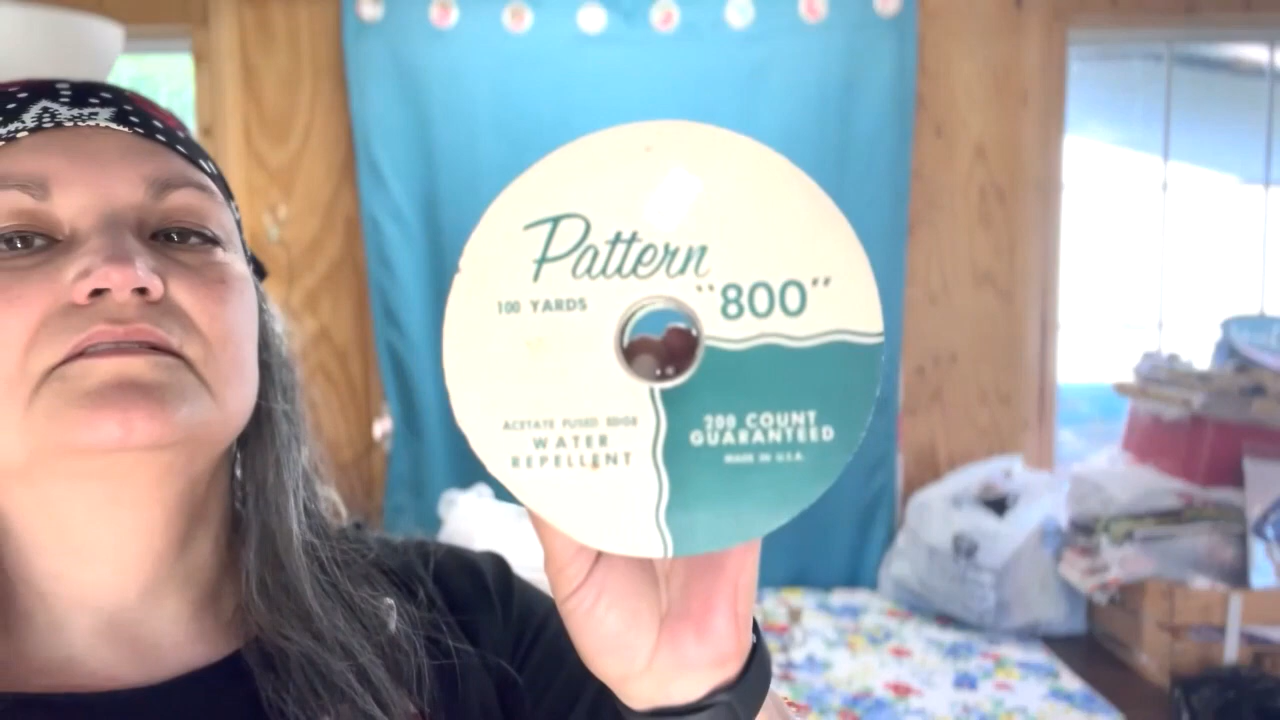 Pattern
"800"
100 YARDS
ACETATE FUSED EDGE
WATER
REPELLENT
200 COUNT
GUARANTEED
MADE IN U.S.A.